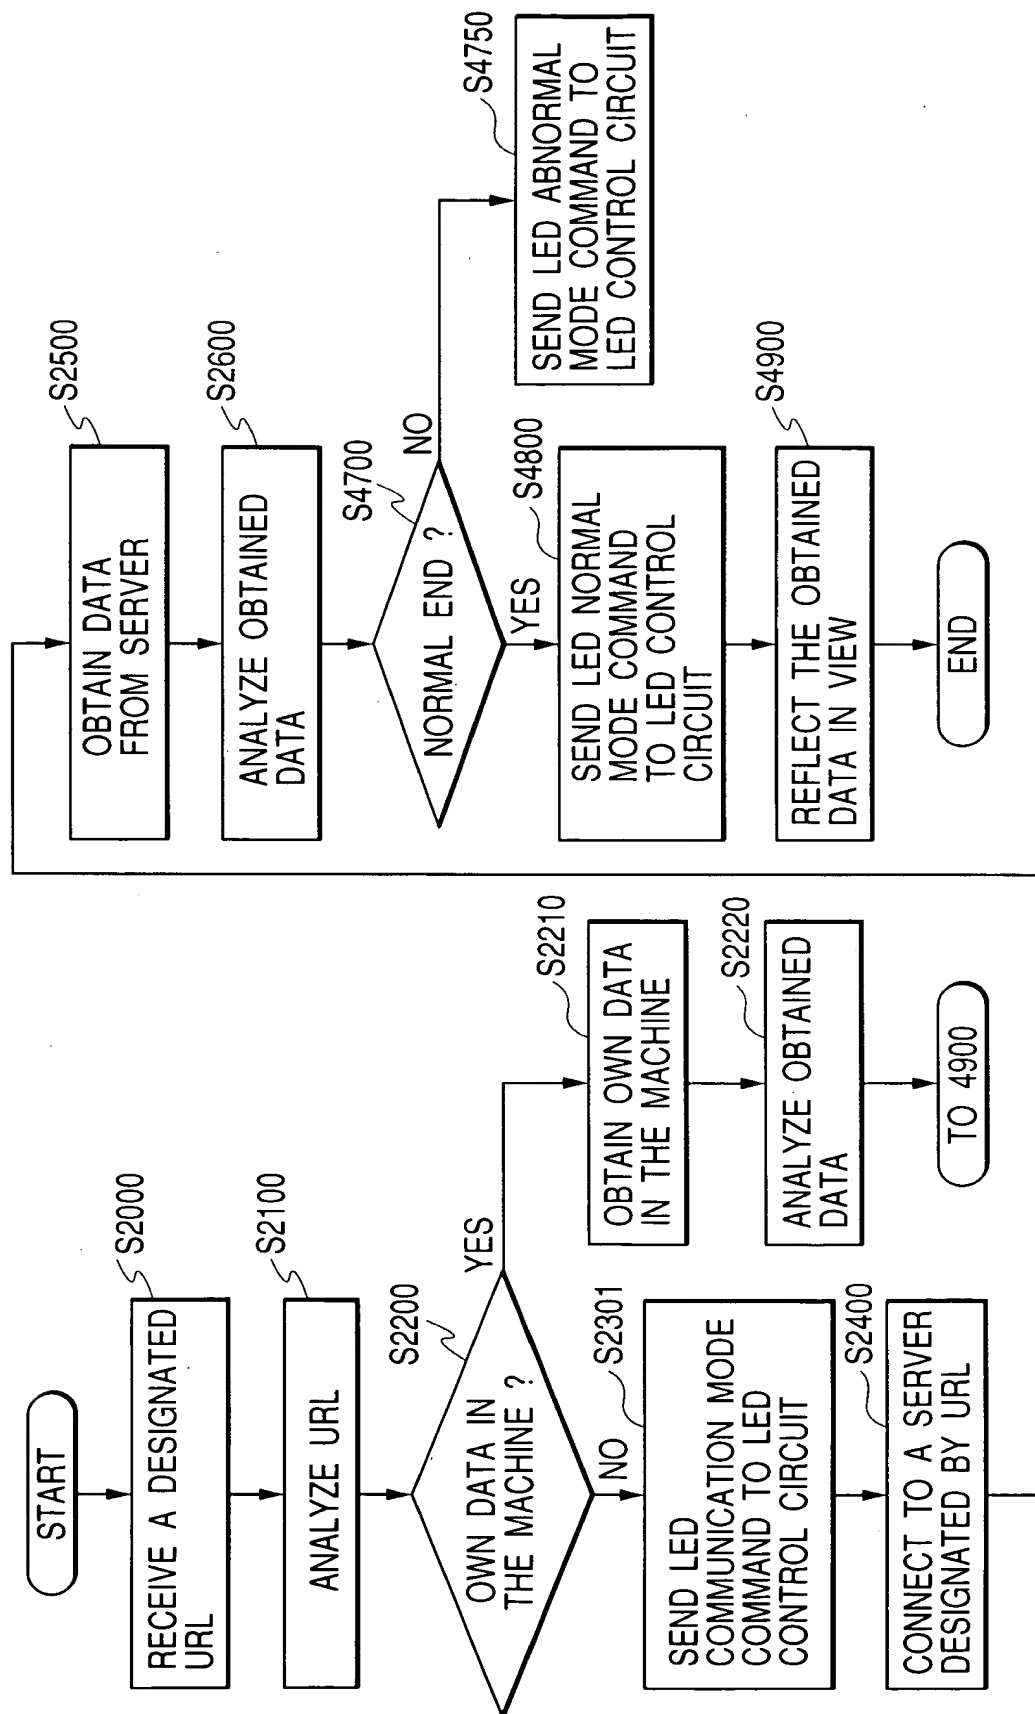 START
S2000
RECEIVE A DESIGNATED
URL
S2100
ANALYZE URL
S2200
OWN DATA IN
THE MACHINE ?
YES
NO
S2210
OBTAIN OWN DATA
IN THE MACHINE
S2220
ANALYZE OBTAINED
DATA
TO 4900
S2301
SEND LED
COMMUNICATION MODE
COMMAND TO LED
CONTROL CIRCUIT
S2400
CONNECT TO A SERVER
DESIGNATED BY URL
S2500
OBTAIN DATA
FROM SERVER
S2600
ANALYZE OBTAINED
DATA
S4700
NORMAL END ?
NO
YES
S4750
SEND LED ABNORMAL
MODE COMMAND TO
LED CONTROL CIRCUIT
S4800
SEND LED NORMAL
MODE COMMAND
TO LED CONTROL
CIRCUIT
S4900
REFLECT THE OBTAINED
DATA IN VIEW
END